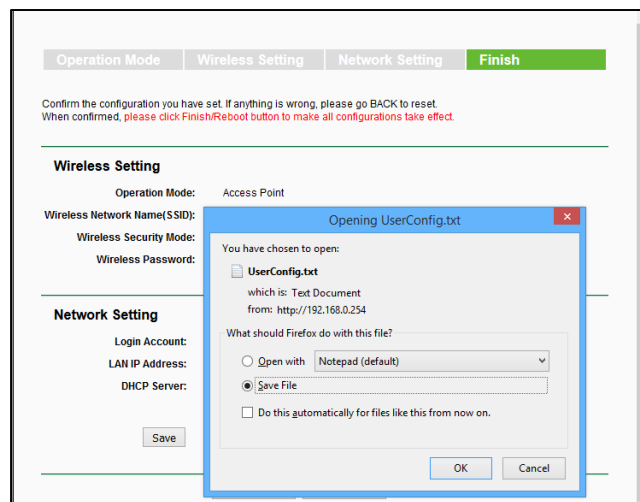 Operation Mode Wireless Setting Network Setting Finish
Confirm the configuration you have set. If anything is wrong, please go BACK to reset.
When confirmed, please click Finish/Reboot button to make all configurations take effect.
Wireless Setting
Operation Mode: Access Point
Wireless Network Name(SSID):
Wireless Security Mode:
Wireless Password:
Network Setting
Login Account:
LAN IP Address:
DHCP Server:
Save
Opening UserConfig.txt
You have chosen to open:
UserConfig.txt
which is: Text Document
from: http://192.168.0.254
What should Firefox do with this file?
Open with Notepad (default)
Save File
Do this automatically for files like this from now on.
OK Cancel